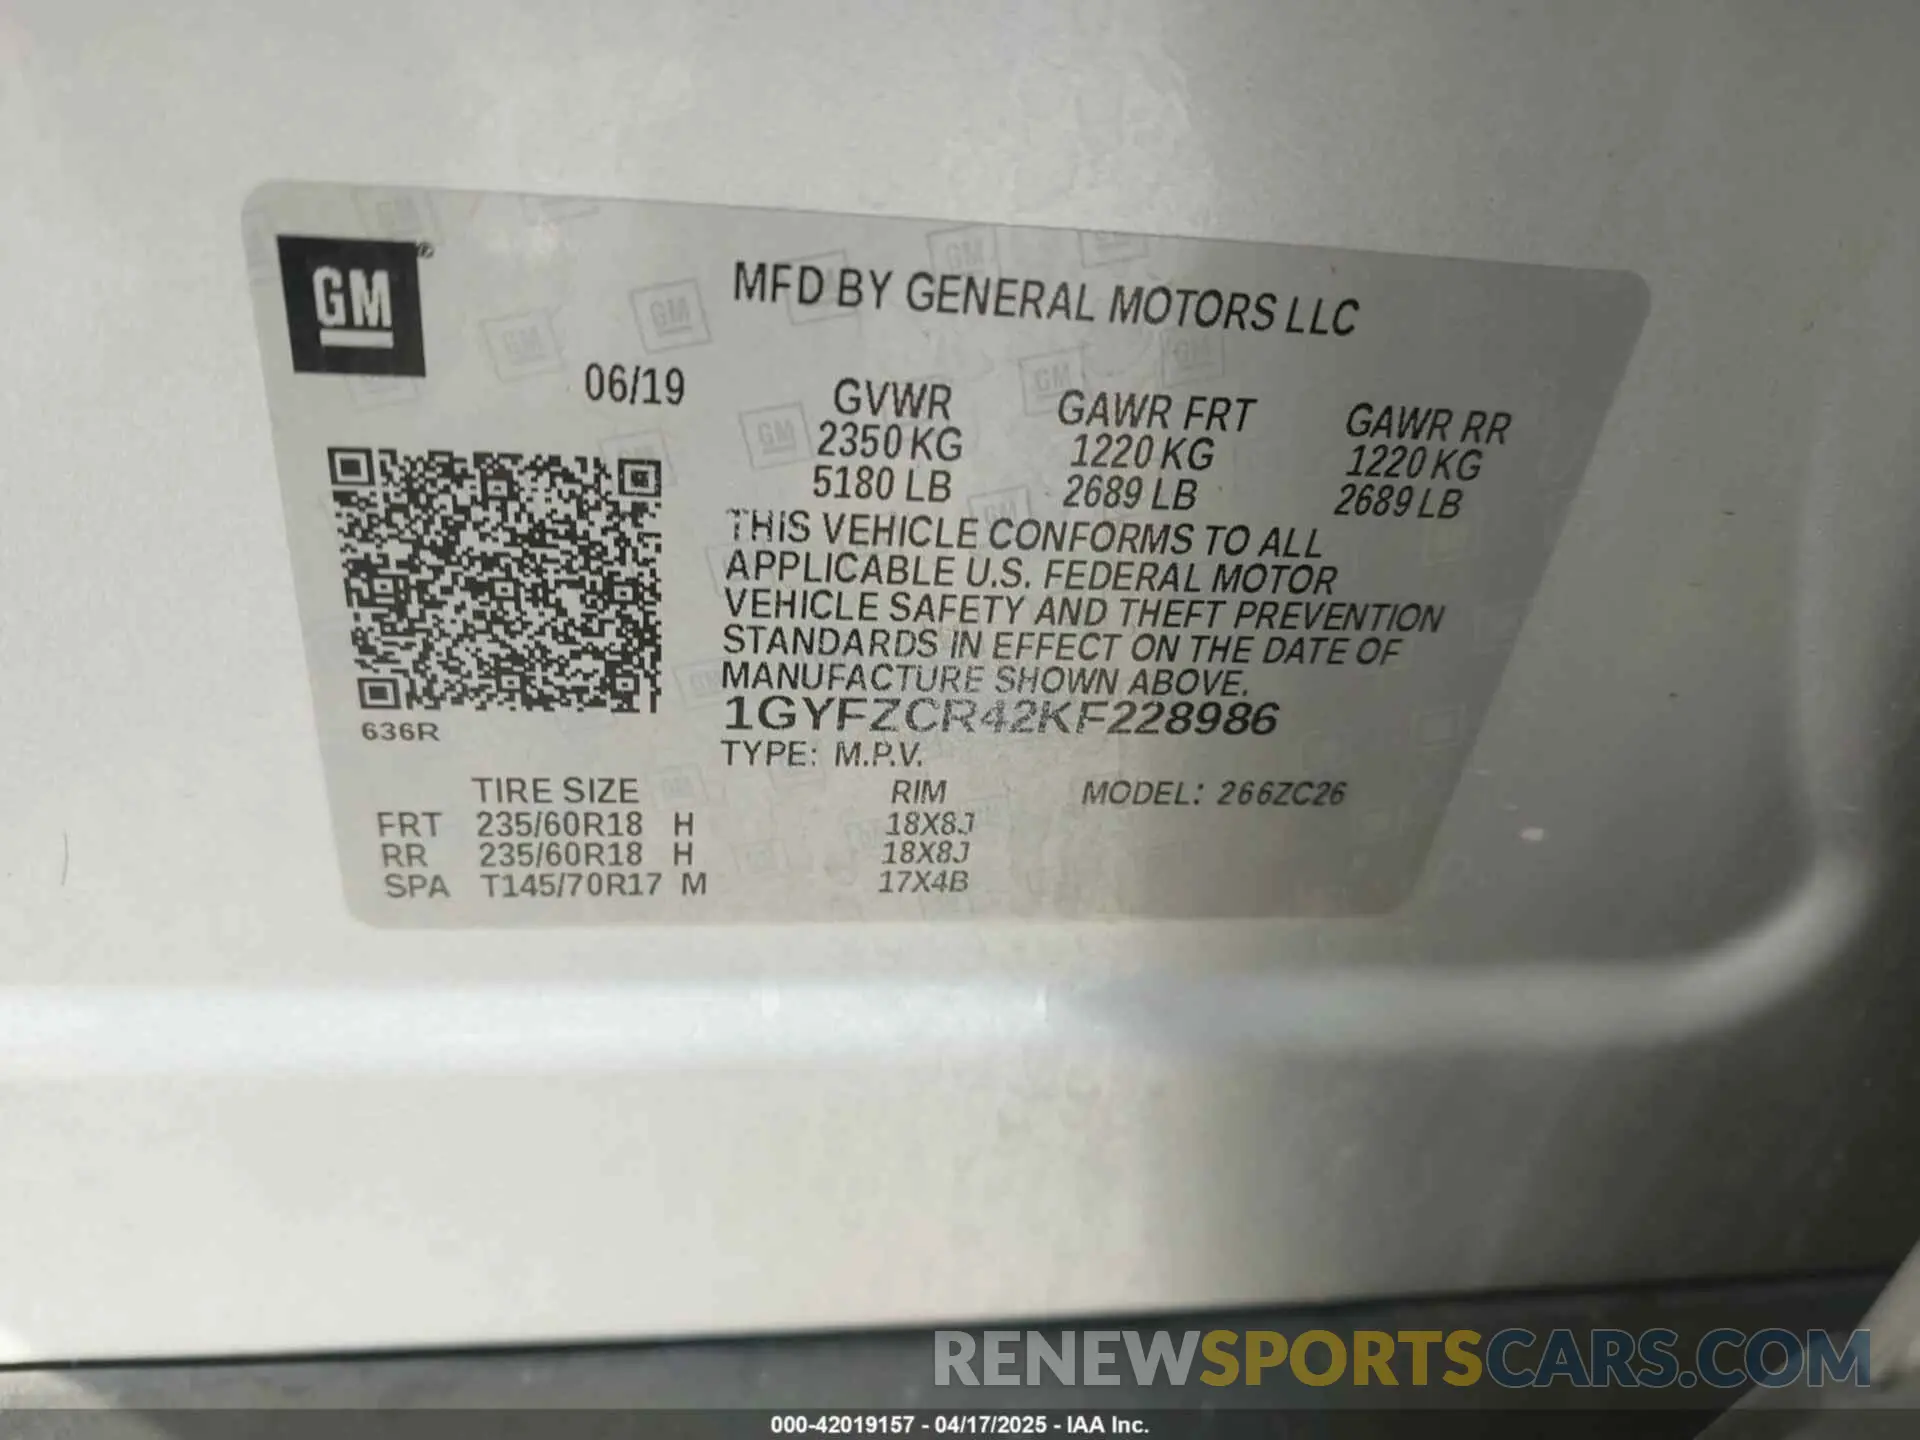 GM®
MFD BY GENERAL MOTORS LLC
06/19
GVWR GAWR FRT GAWR RR
2350 KG 1220 KG 1220 KG
5180 LB 2689 LB 2689 LB
THIS VEHICLE CONFORMS TO ALL
APPLICABLE U.S. FEDERAL MOTOR
VEHICLE SAFETY AND THEFT PREVENTION
STANDARDS IN EFFECT ON THE DATE OF
MANUFACTURE SHOWN ABOVE.
1GYFZCR42KF228986
636R
TYPE: M.P.V.
TIRE SIZE RIM MODEL: 266ZC26
FRT 235/60R18 H 18X8J
RR 235/60R18 H 18X8J
SPA T145/70R17 M 17X4B
RENEWSPORTSCARS.COM
000-42019157 - 04/17/2025 - IAA Inc.